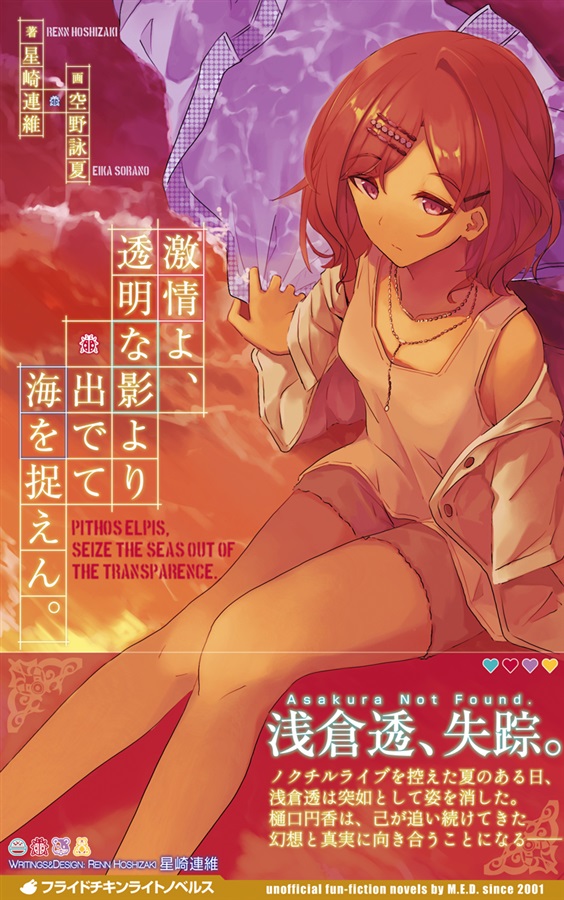 著 星崎連維
RENN HOSHIZAKI
画 空野詠夏
EIKA SORANO
激情よ、
透明な影より
出でて
海を捉えん。
PITHOS ELPIS,
SEIZE THE SEAS OUT OF
THE TRANSPARENCE.
Asakura Not Found.
浅倉透、失踪。
ノクチルライブを控えた夏のある日、
浅倉透は突如として姿を消した。
樋口円香は、己が追い続けてきた
幻想と真実に向き合うことになる――
WRITINGS&DESIGN: RENN HOSHIZAKI 星崎連維
フライドチキンライトノベルス
unofficial fun-fiction novels by M.E.D. since 2001